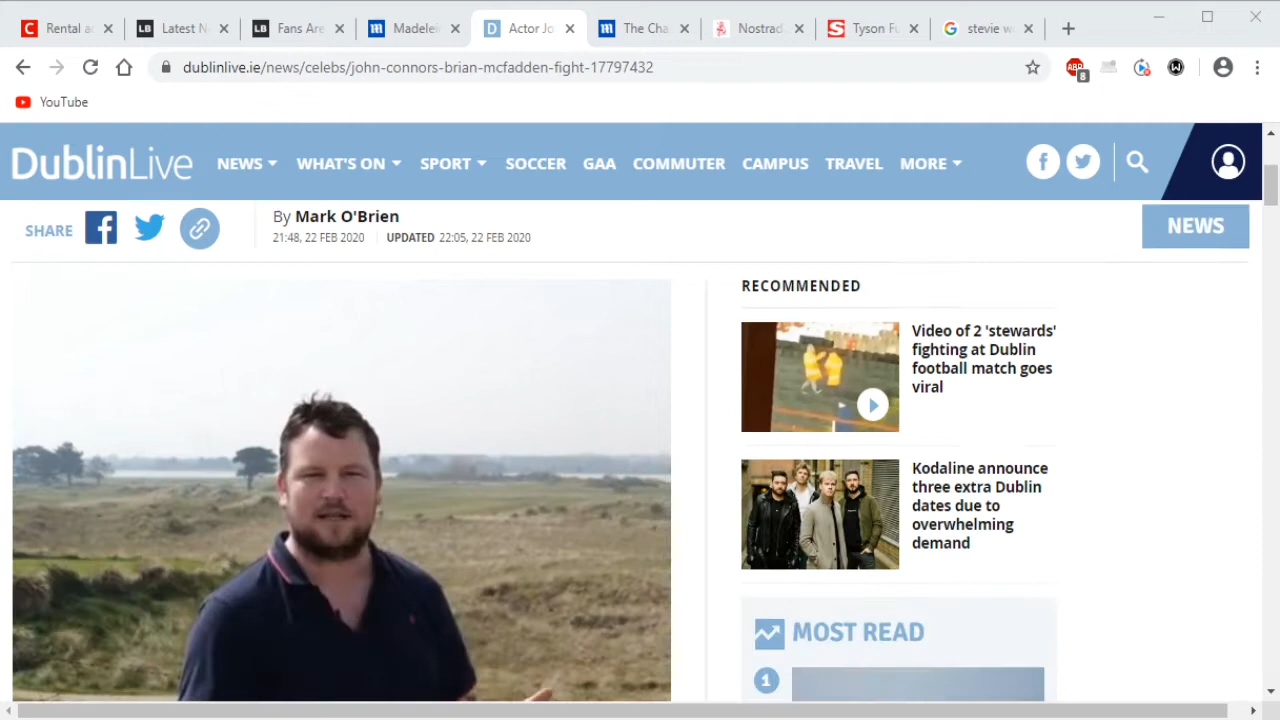 Rental a
Latest N
Fans Are
Madelei
Actor Jo
The Cha
Nostrad
Tyson Fu
stevie w
dublinlive.ie/news/celebs/john-connors-brian-mcfadden-fight-17797432
ABP
8
YouTube
DublinLive
NEWS
WHAT'S ON
SPORT
SOCCER
GAA
COMMUTER
CAMPUS
TRAVEL
MORE
SHARE
By Mark O'Brien
21:48, 22 FEB 2020
UPDATED 22:05, 22 FEB 2020
NEWS
RECOMMENDED
Video of 2 'stewards'
fighting at Dublin
football match goes
viral
Kodaline announce
three extra Dublin
dates due to
overwhelming
demand
MOST READ
1